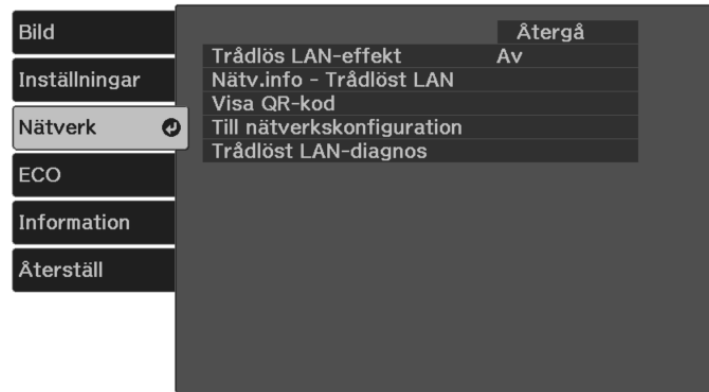 Bild
Inställningar
Nätverk
ECO
Information
Återställ
Återgå
Trådlös LAN-effekt Av
Nätv.info - Trådlöst LAN
Visa QR-kod
Till nätverkskonfiguration
Trådlöst LAN-diagnos